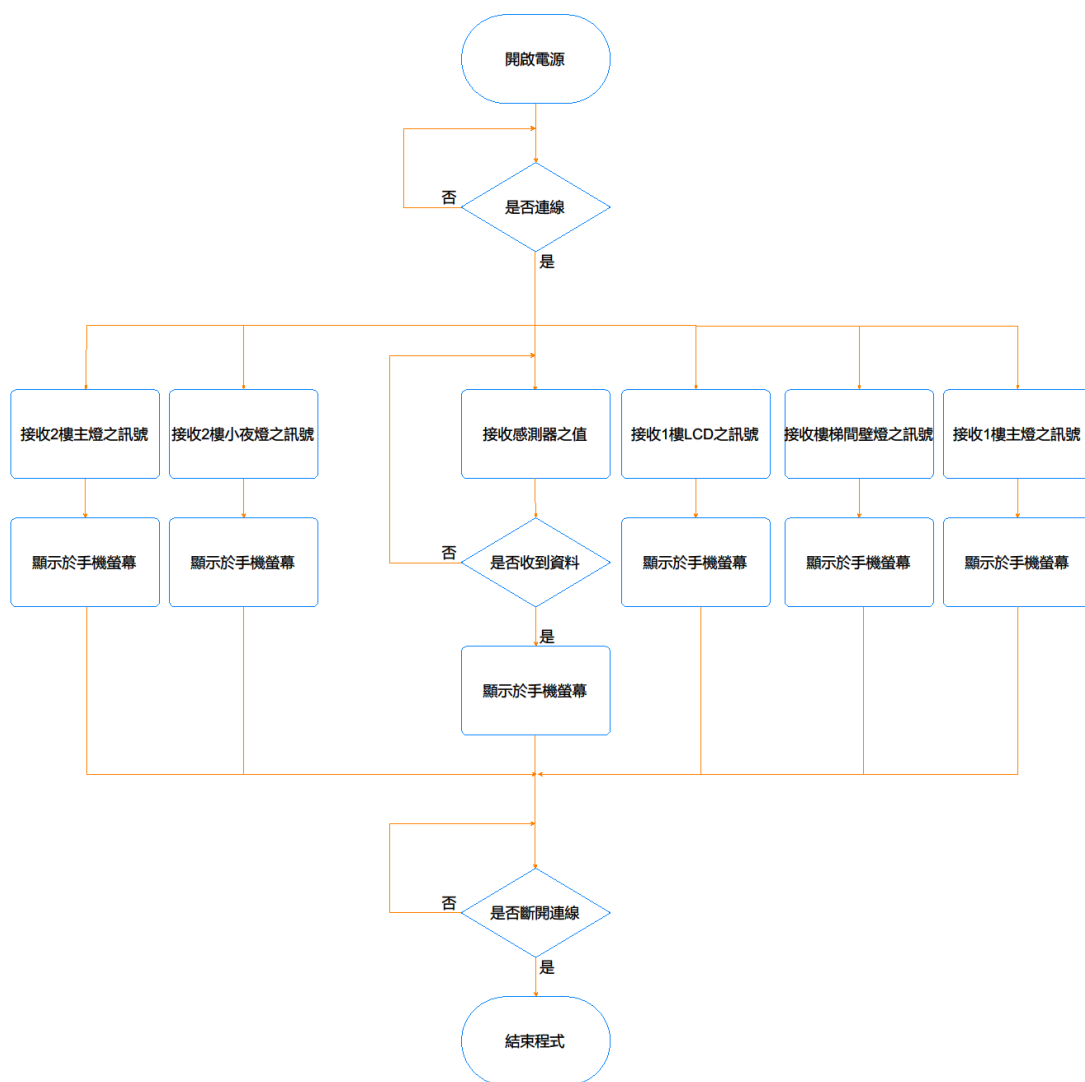 開啟電源
否
是否連線
是
接收2樓主燈之訊號
接收2樓小夜燈之訊號
接收感測器之值
接收1樓LCD之訊號
接收樓梯間壁燈之訊號
接收1樓主燈之訊號
顯示於手機螢幕
顯示於手機螢幕
否
是否收到資料
顯示於手機螢幕
顯示於手機螢幕
顯示於手機螢幕
是
顯示於手機螢幕
否
是否斷開連線
是
結束程式